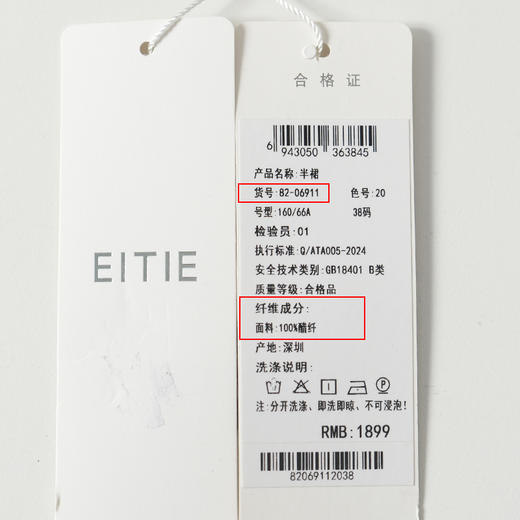 EITIE
合格证
6 943050 363845
产品名称:半裙
货号:B2-06911 色号:20
号型:160/66A 38码
检验员:01
执行标准:Q/ATA005-2024
安全技术类别:GB18401 B类
质量等级:合格品
纤维成分:
面料:100%醋纤
产地:深圳
洗涤说明:
注:分开洗涤、即洗即晾、不可浸泡!
RMB:1899
82069112038